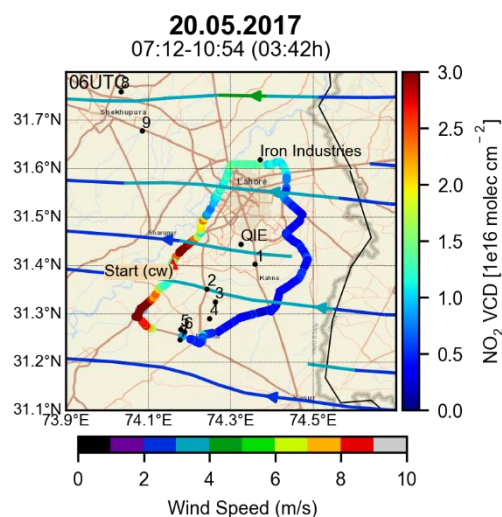 20.05.2017
07:12-10:54 (03:42h)
06UTC
8
Shekhupura
9
31.7°N
31.6°N
31.5°N
31.4°N
31.3°N
31.2°N
31.1°N
Iron Industries
Lahore
QIE
1
Kahna
Start (cw)
2
3
4
5
6
73.9°E
74.1°E
74.3°E
74.5°E
3.0
2.5
2.0
1.5
1.0
0.5
0.0
NO₂ VCD [1e16 molec cm⁻²]
0 2 4 6 8 10
Wind Speed (m/s)